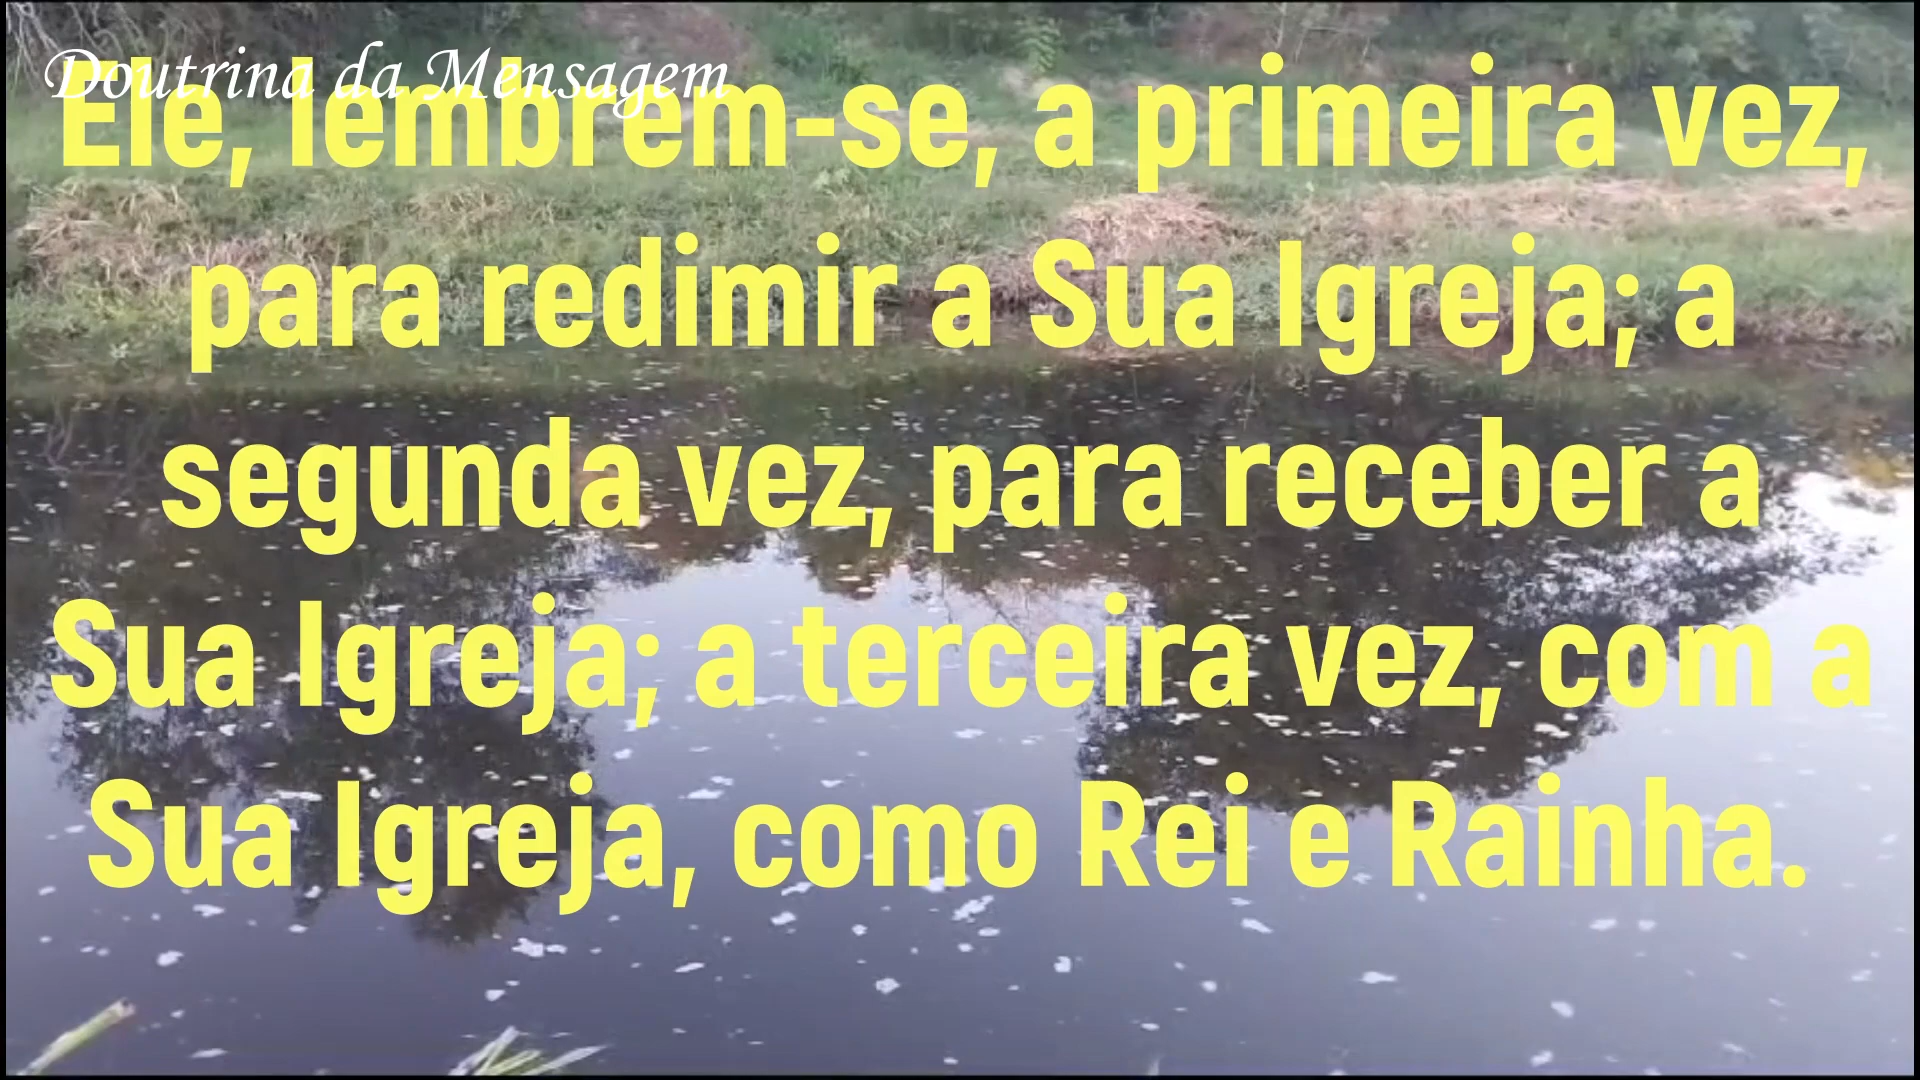 Doutrina da Mensagem
Ele, lembrem-se, a primeira vez,
para redimir a Sua Igreja; a
segunda vez, para receber a
Sua Igreja; a terceira vez, com a
Sua Igreja, como Rei e Rainha.